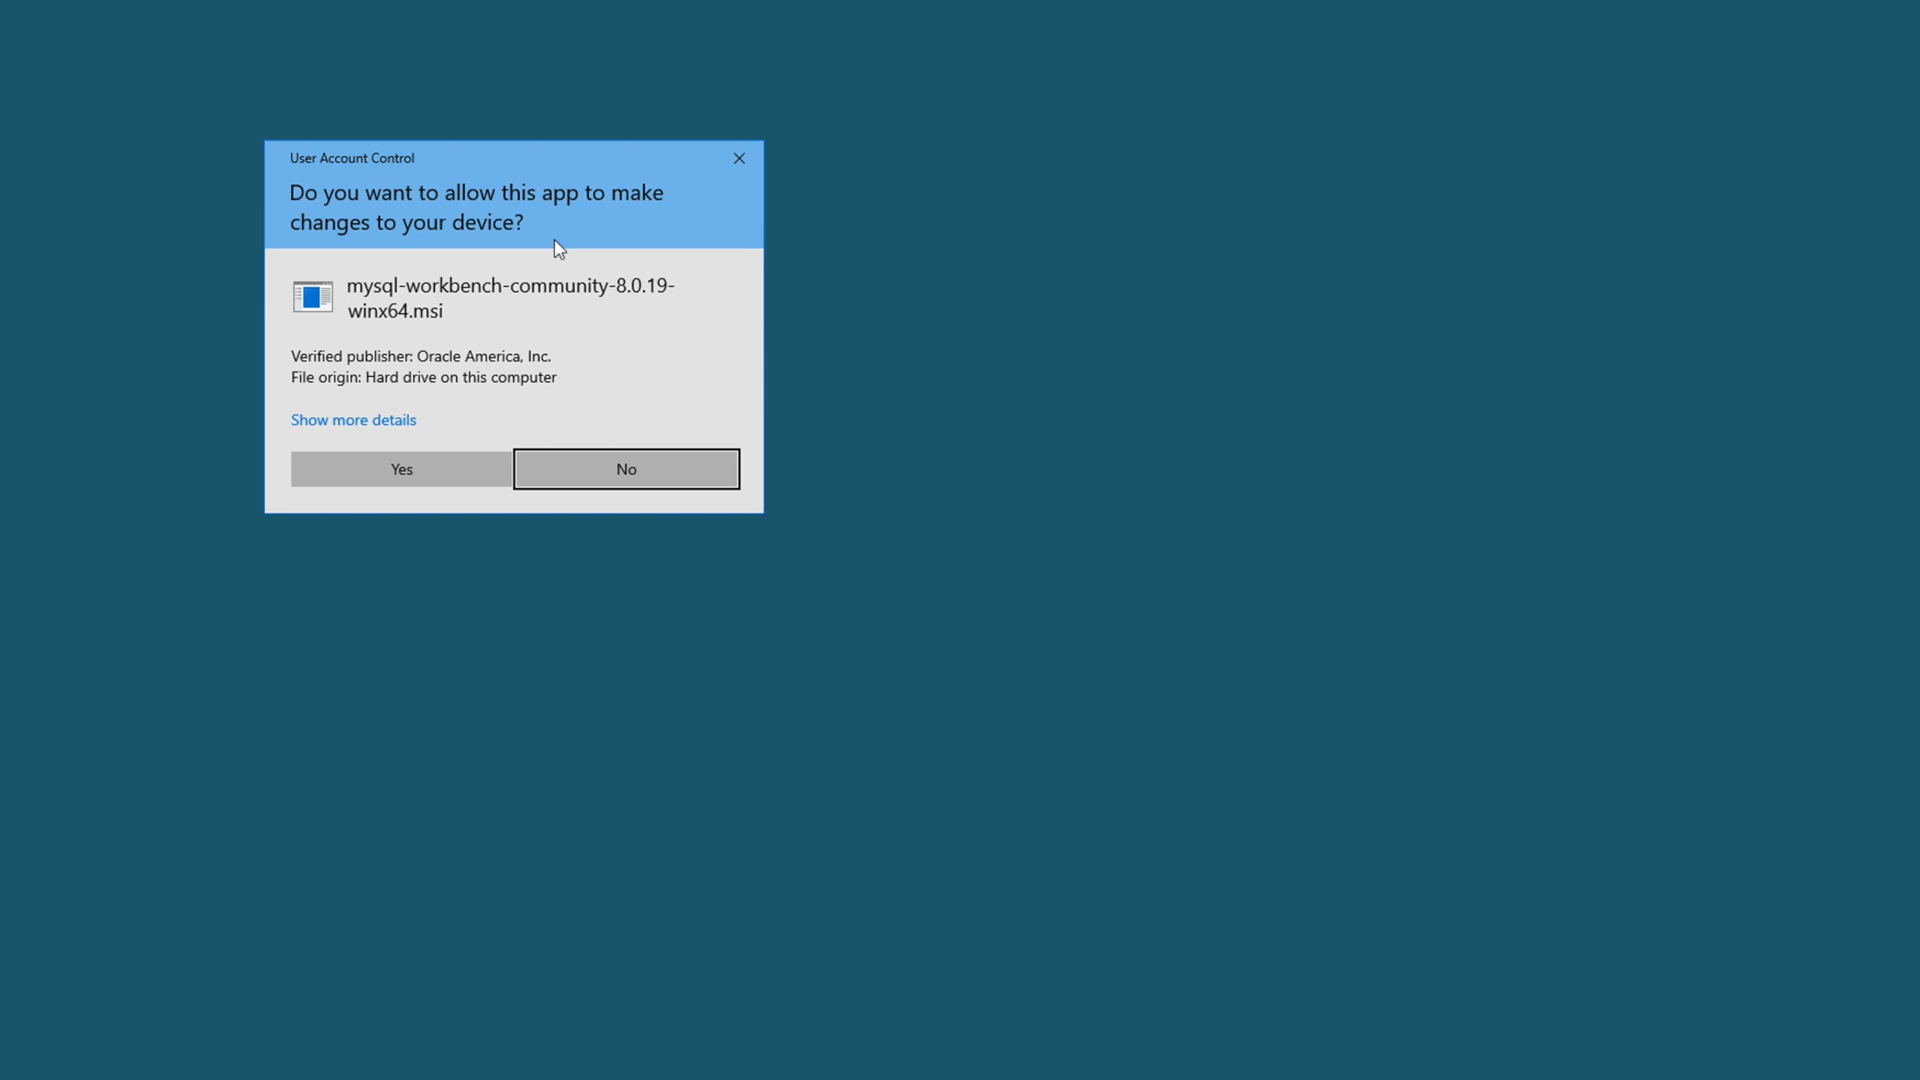 User Account Control
Do you want to allow this app to make
changes to your device?
mysql-workbench-community-8.0.19-
winx64.msi
Verified publisher: Oracle America, Inc.
File origin: Hard drive on this computer
Show more details
Yes
No